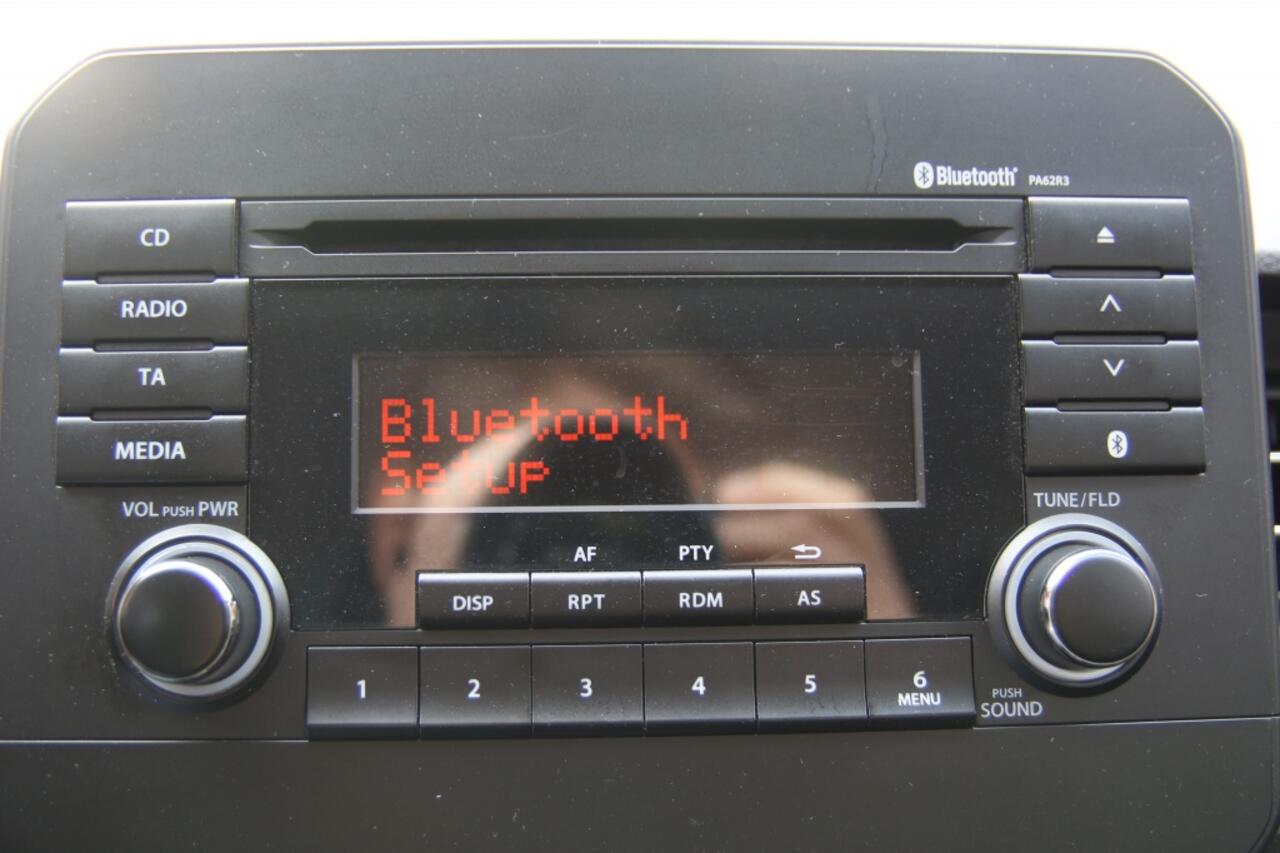 Bluetooth PA62R3
CD
RADIO
TA
MEDIA
VOL PUSH PWR
Bluetooth
Setup
TUNE/FLD
AF PTY
DISP RPT RDM AS
1 2 3 4 5 6
MENU
PUSH
SOUND